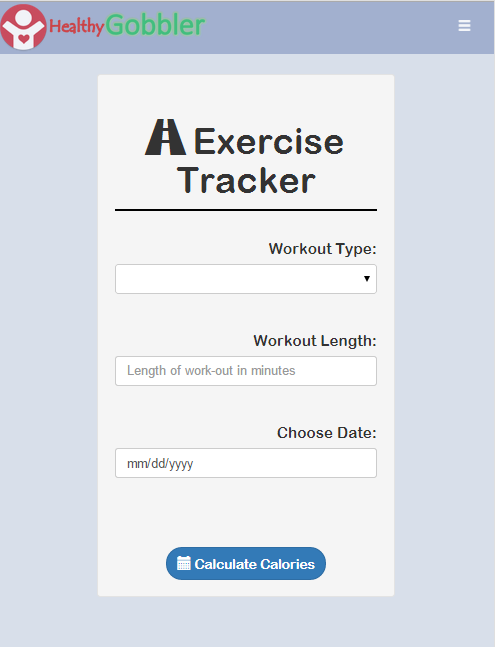 HealthyGobbler
Exercise
Tracker
Workout Type:
Workout Length:
Length of work-out in minutes
Choose Date:
mm/dd/yyyy
Calculate Calories